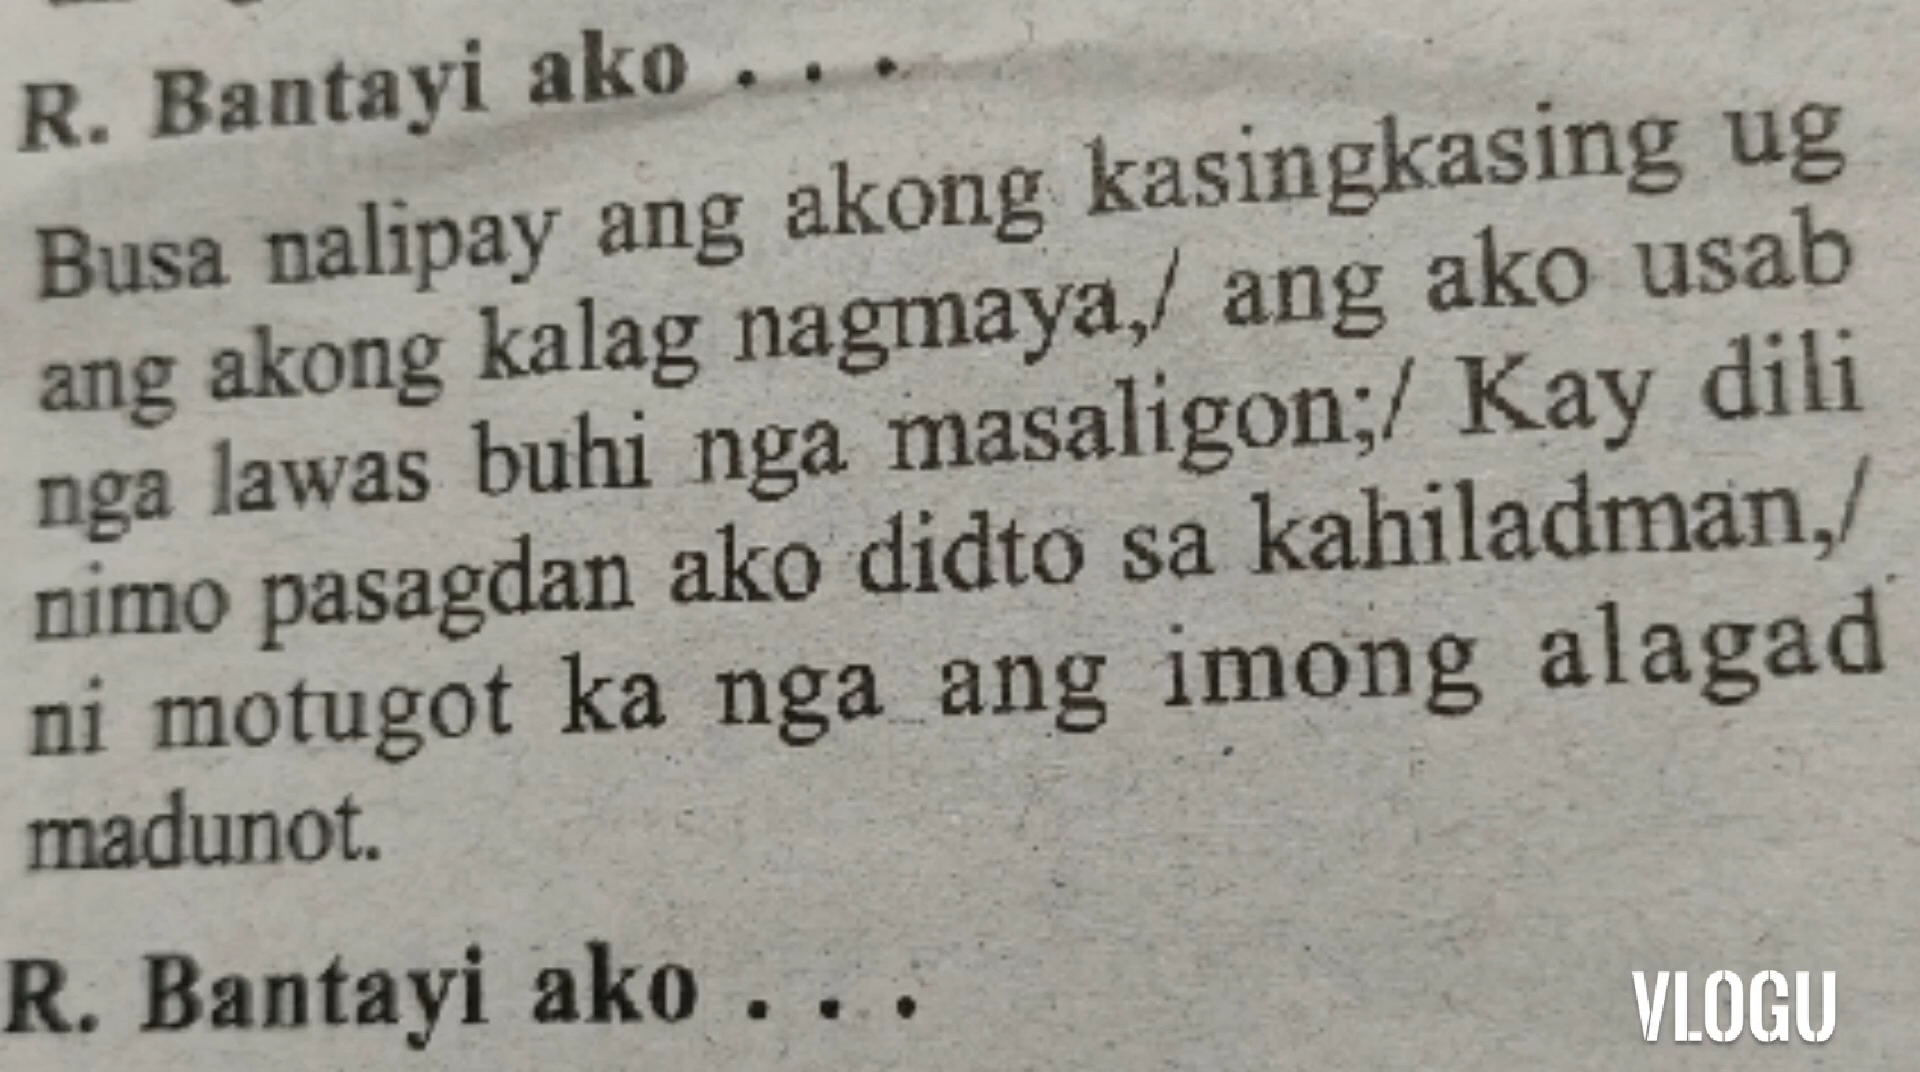 R. Bantayi ako . . .
Busa nalipay ang akong kasingkasing ug
ang akong kalag nagmaya,/ ang ako usab
nga lawas buhi nga masaligon;/ Kay dili
nimo pasagdan ako didto sa kahiladman,/
ni motugot ka nga ang imong alagad
madunot.
R. Bantayi ako . . .
VLOGU